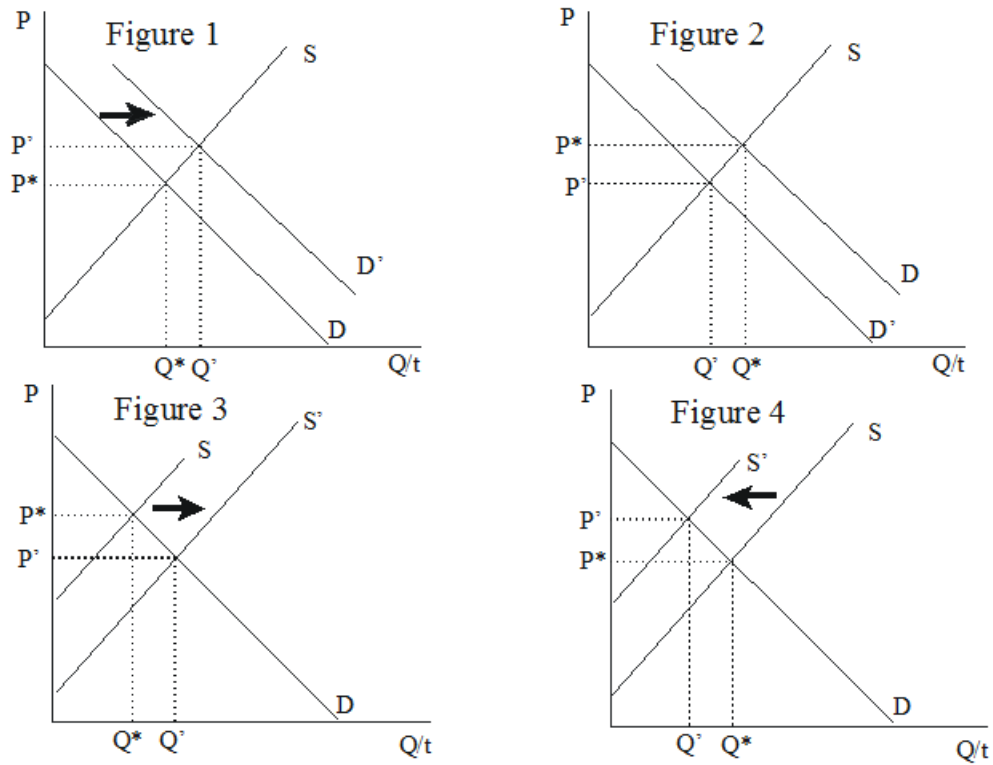 Figure 1
P
S
P’
P*
D’
D
Q* Q’ Q/t
Figure 2
P
S
P*
P’
D
D’
Q’ Q* Q/t
Figure 3
P
S’
S
P*
P’
D
Q* Q’ Q/t
Figure 4
P
S
S’
P’
P*
D
Q’ Q* Q/t